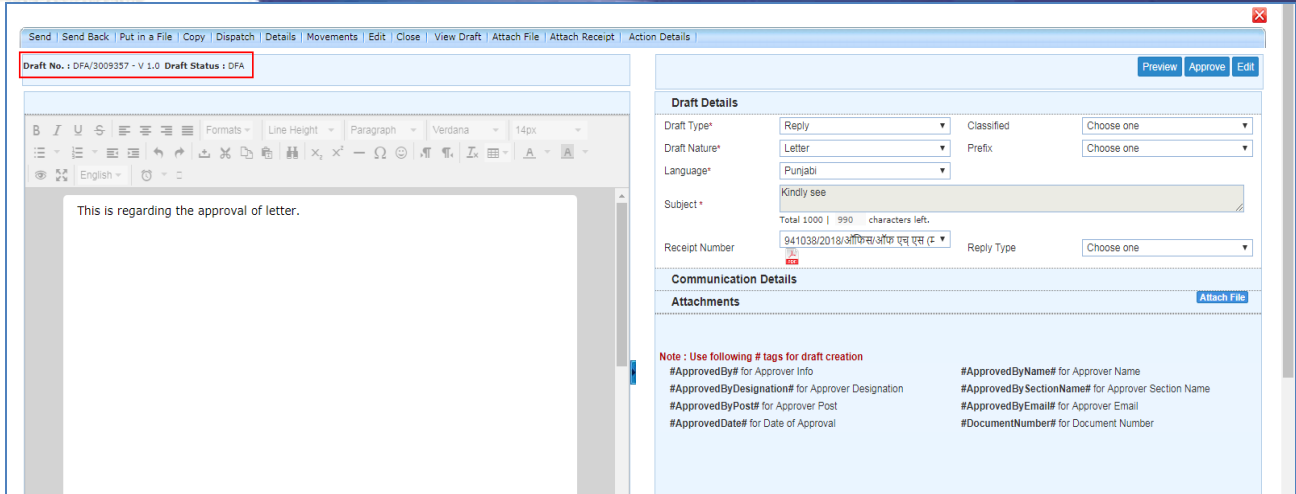 Send | Send Back | Put in a File | Copy | Dispatch | Details | Movements | Edit | Close | View Draft | Attach File | Attach Receipt | Action Details |
Draft No. : DFA/3009357 - V 1.0 Draft Status : DFA
Preview Approve Edit
B I U S Formats Line Height Paragraph Verdana 14px
English
This is regarding the approval of letter.
Draft Details
Draft Type* Reply Classified Choose one
Draft Nature* Letter Prefix Choose one
Language* Punjabi
Subject * Kindly see
Total 1000 | 990 characters left.
Receipt Number 941038/2018/ऑफिस/ऑफ एच् एस Reply Type Choose one
Communication Details
Attachments Attach File
Note : Use following # tags for draft creation
#ApprovedBy# for Approver Info #ApprovedByName# for Approver Name
#ApprovedByDesignation# for Approver Designation #ApprovedBySectionName# for Approver Section Name
#ApprovedByPost# for Approver Post #ApprovedByEmail# for Approver Email
#ApprovedDate# for Date of Approval #DocumentNumber# for Document Number